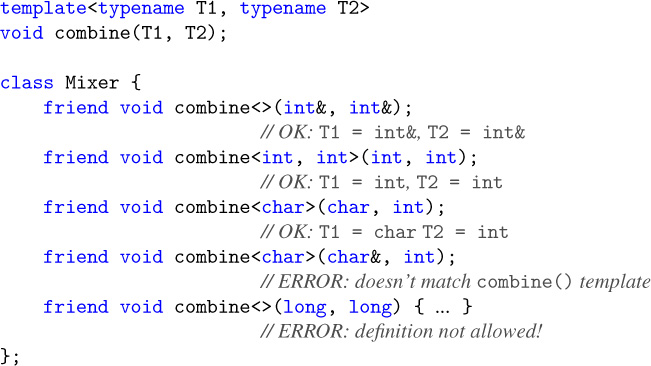 template<typename T1, typename T2>
void combine(T1, T2);
class Mixer {
friend void combine<>(int&, int&);
// OK: T1 = int&, T2 = int&
friend void combine<int, int>(int, int);
// OK: T1 = int, T2 = int
friend void combine<char>(char, int);
// OK: T1 = char T2 = int
friend void combine<char>(char&, int);
// ERROR: doesn’t match combine() template
friend void combine<>(long, long) { ... }
// ERROR: definition not allowed!
};